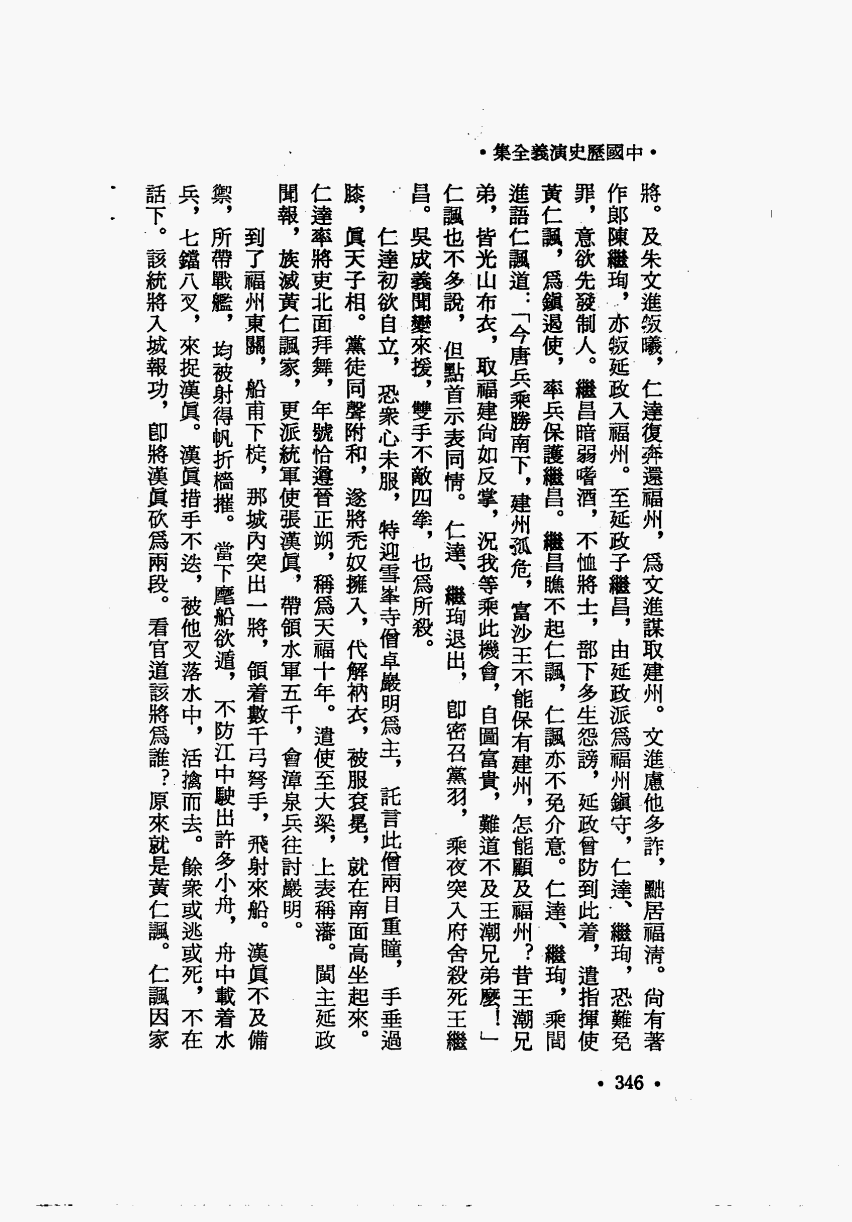 •中國歷史演義全集•
將。及朱文進叛曦，仁達復奔還福州，爲文進謀取建州。文進慮他多詐，黜居福淸。尙有著
作郎陳繼珣，亦叛延政入福州。至延政子繼昌，由延政派爲福州鎭守，仁達、繼珣，恐難免
罪，意欲先發制人。繼昌暗弱嗜酒，不恤將士，部下多生怨謗，延政曾防到此着，遣指揮使
黃仁諷，爲鎭遏使，率兵保護繼昌。繼昌瞧不起仁諷，仁諷亦不免介意。仁達、繼珣，乘間
進語仁諷道：「今唐兵乘勝南下，建州孤危，富沙王不能保有建州，怎能顧及福州？昔王潮兄
弟，皆光山布衣，取福建尙如反掌，況我等乘此機會，自圖富貴，難道不及王潮兄弟麼！」
仁諷也不多說，但點首示表同情。仁達、繼珣退出，卽密召黨羽，乘夜突入府舍殺死王繼
昌。吳成義聞變來援，雙手不敵四拳，也爲所殺。
仁達初欲自立，恐衆心未服，特迎雪峯寺僧卓巖明爲主，託言此僧兩目重瞳，手垂過
膝，眞天子相。黨徒同聲附和，遂將禿奴擁入，代解衲衣，被服袞冕，就在南面高坐起來。
仁達率將吏北面拜舞，年號恰遵晉正朔，稱爲天福十年。遣使至大梁，上表稱藩。閩主延政
聞報，族滅黃仁諷家，更派統軍使張漢眞，帶領水軍五千，會漳泉兵往討巖明。
到了福州東關，船甫下椗，那城內突出一將，領着數千弓弩手，飛射來船。漢眞不及備
禦，所帶戰艦，均被射得帆折檣摧。當下麾船欲遁，不防江中駛出許多小舟，舟中載着水
兵，七鐺八叉，來捉漢眞。漢眞措手不迭，被他叉落水中，活擒而去。餘衆或逃或死，不在
話下。該統將入城報功，卽將漢眞砍爲兩段。看官道該將爲誰？原來就是黃仁諷。仁諷因家
•346•